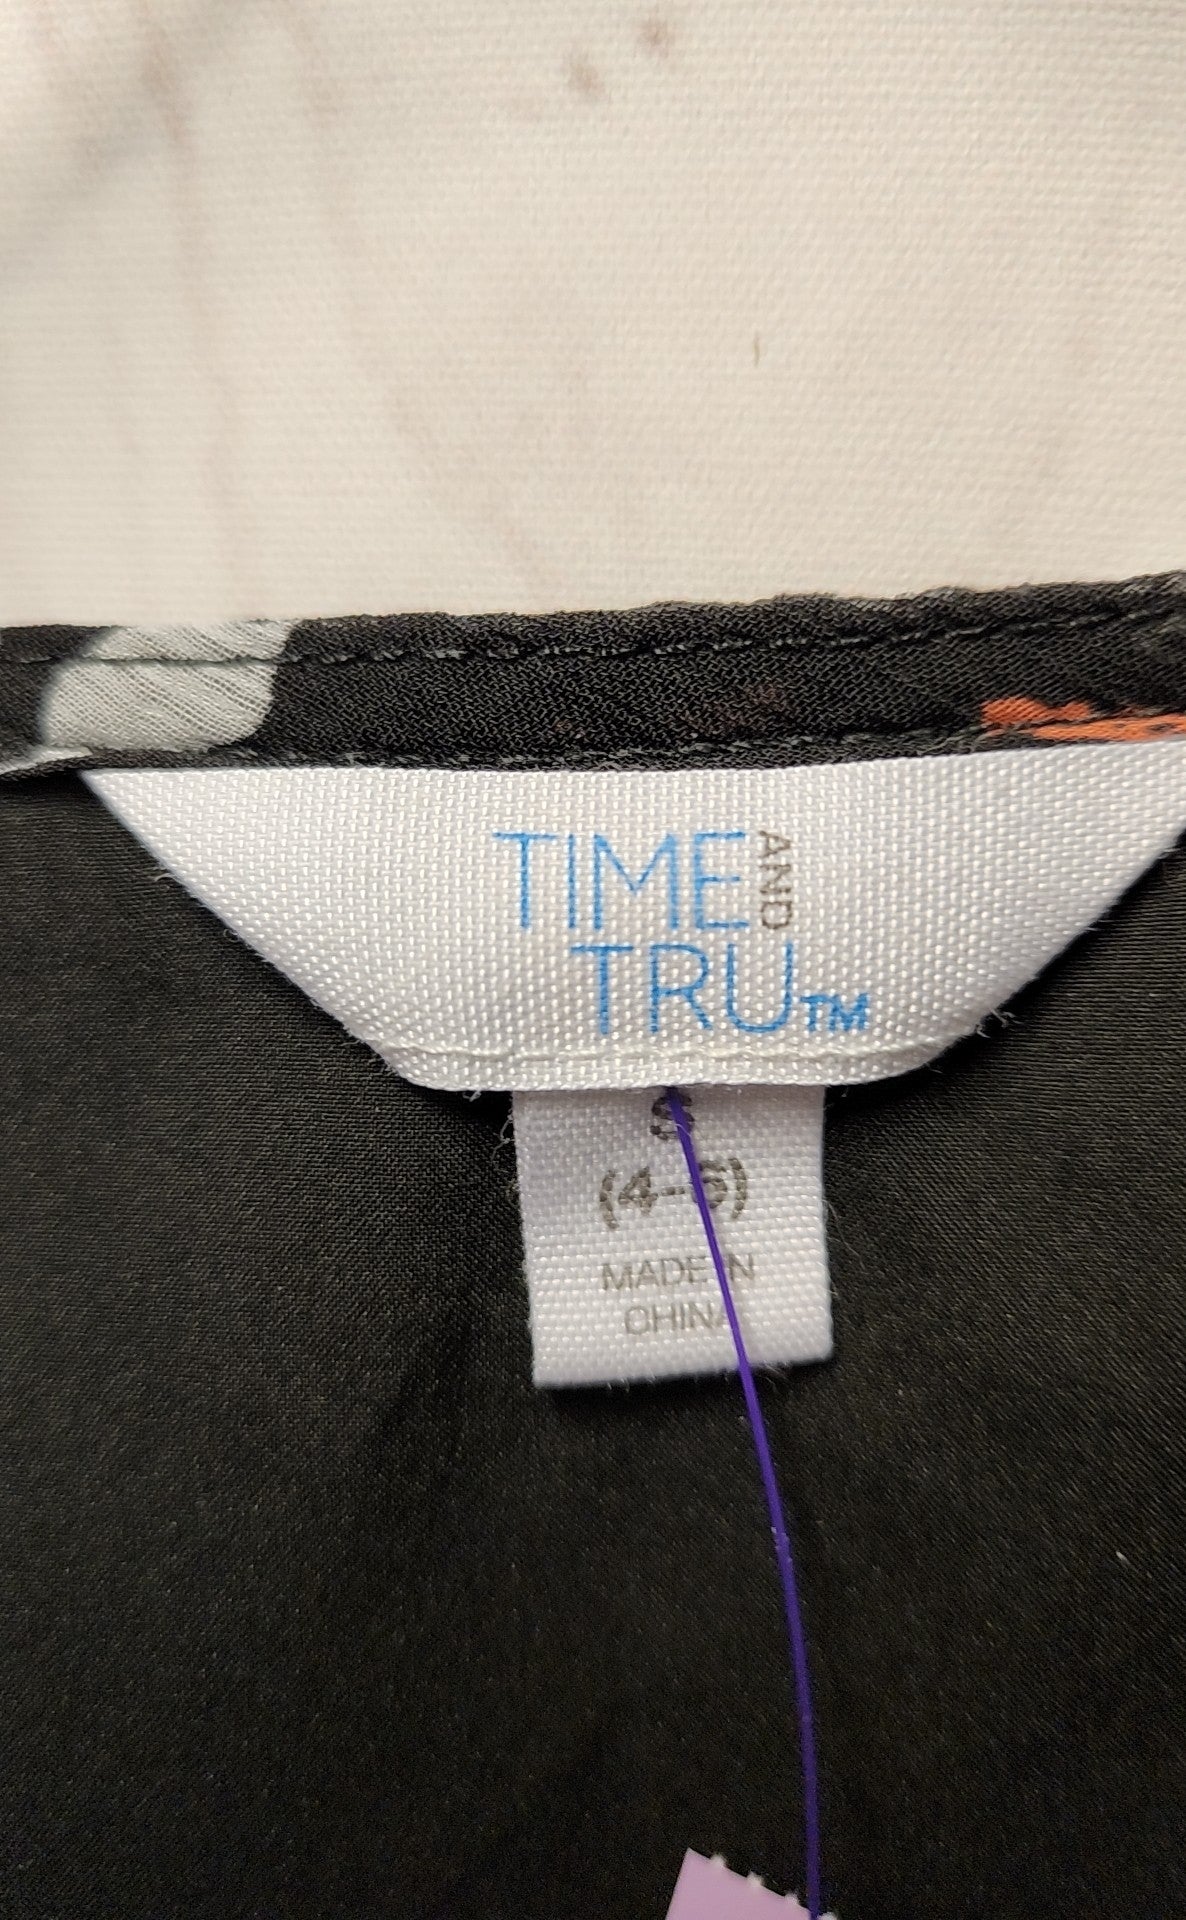 TIME AND
TRU™
S
(4-6)
MADE IN
CHINA